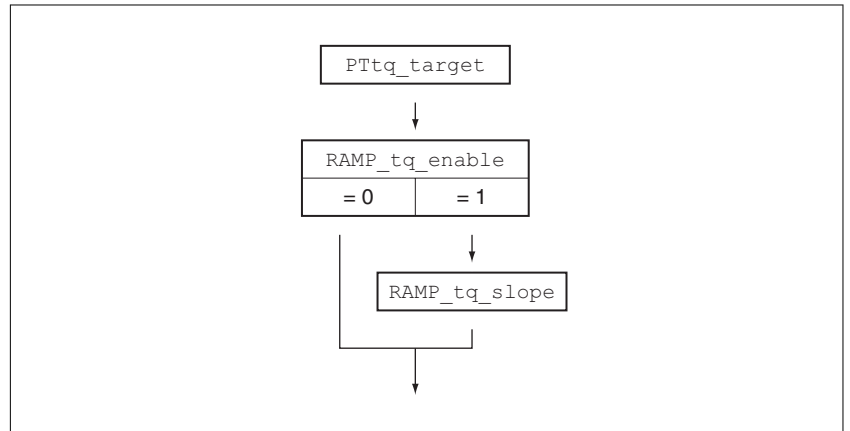 PTtq_target
RAMP_tq_enable
= 0 = 1
RAMP_tq_slope